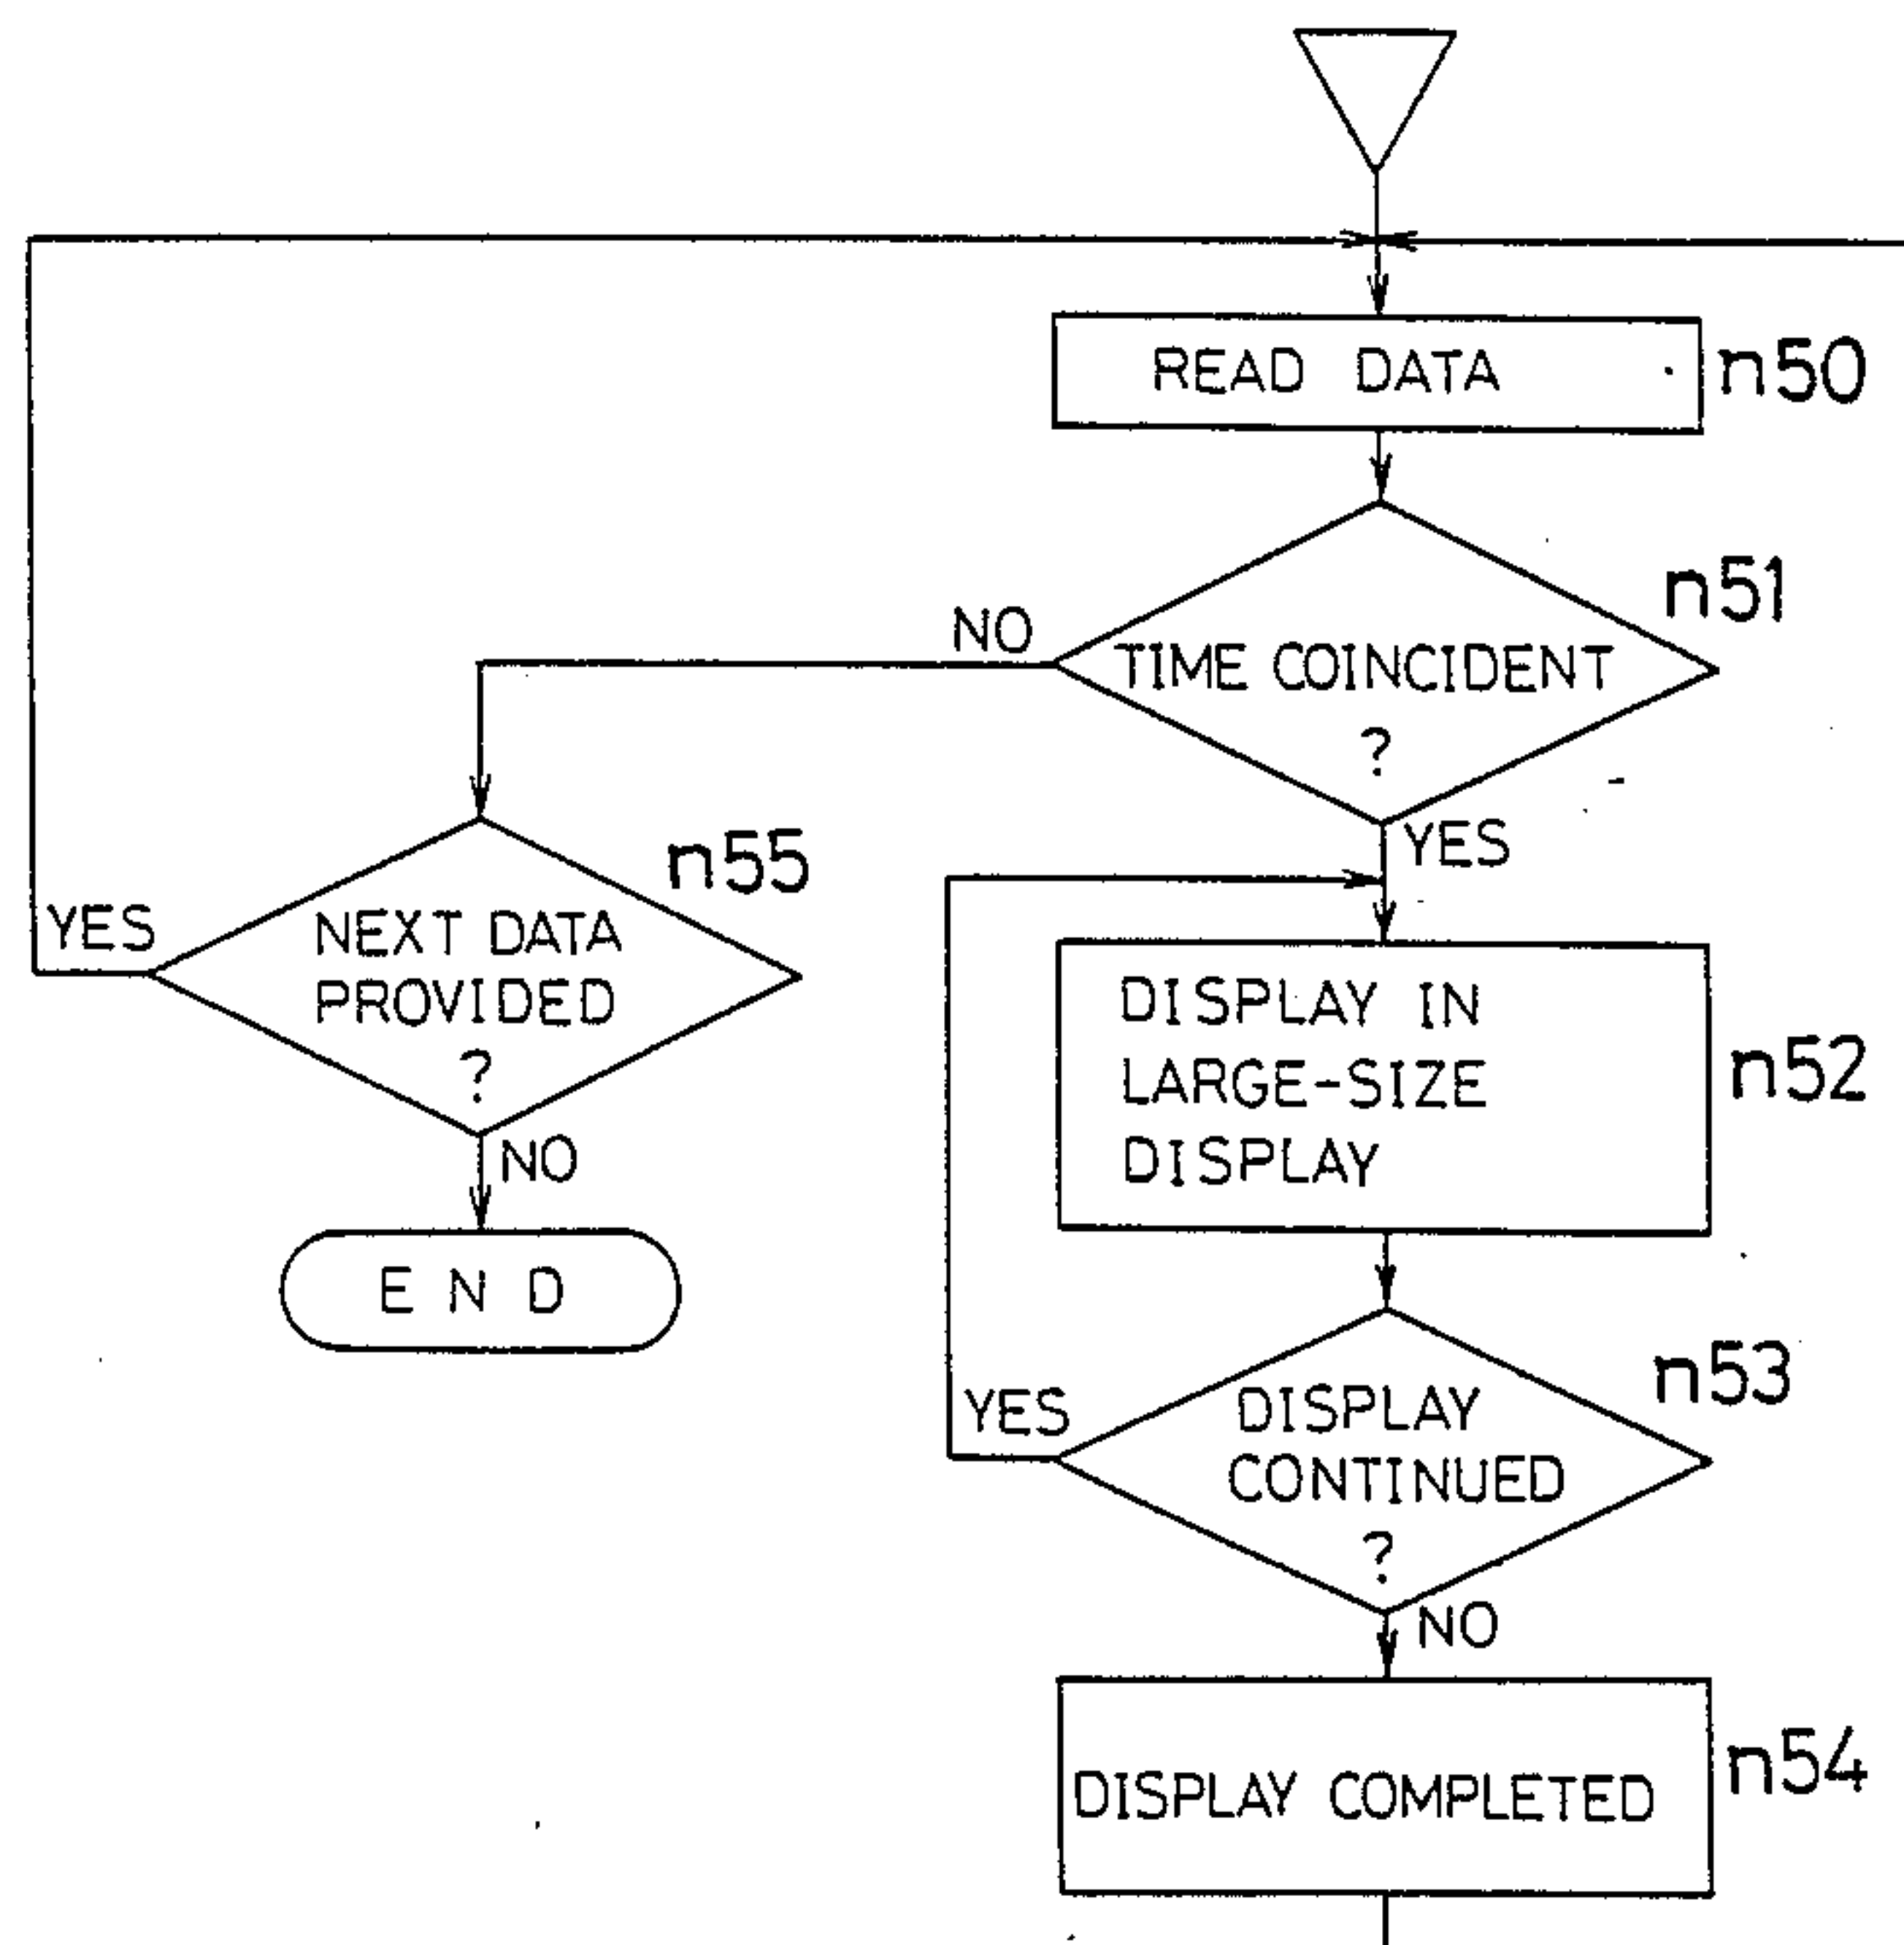 READ DATA
n50
n51
NO
TIME COINCIDENT
?
YES
n55
YES
NEXT DATA
PROVIDED
?
NO
END
DISPLAY IN
LARGE-SIZE
DISPLAY
n52
n53
YES
DISPLAY
CONTINUED
?
NO
DISPLAY COMPLETED
n54